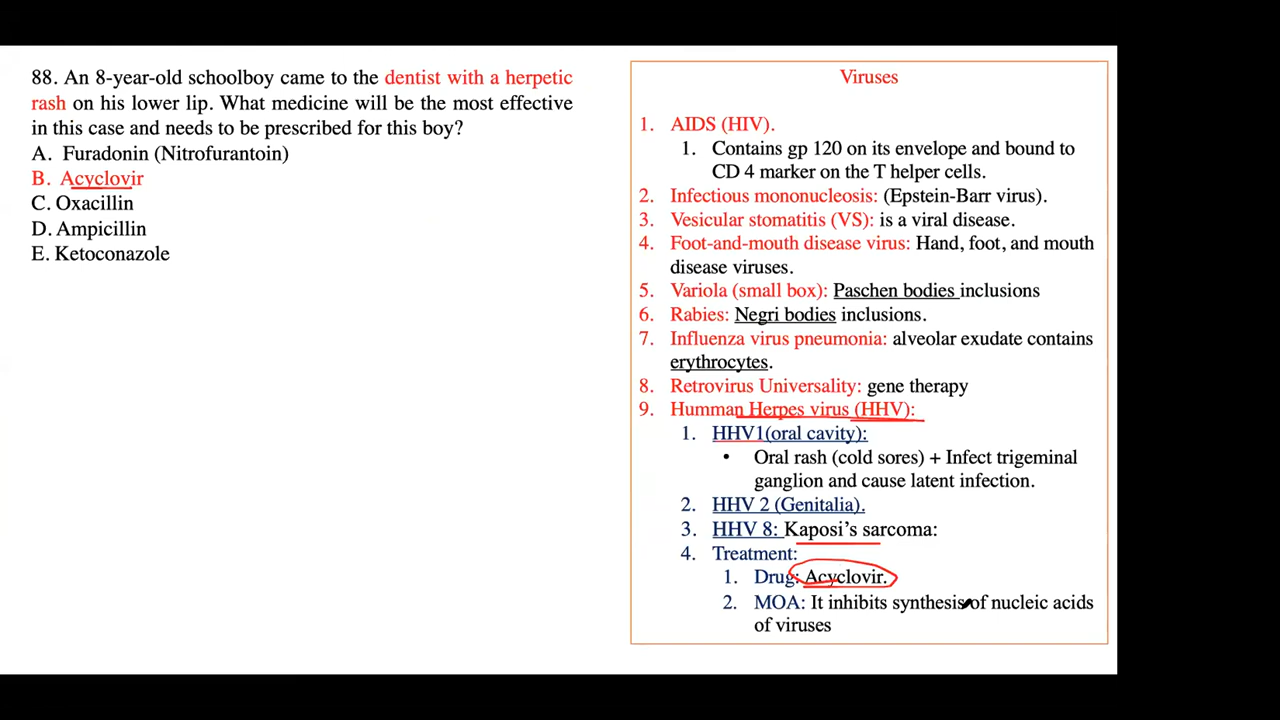 88. An 8-year-old schoolboy came to the dentist with a herpetic
rash on his lower lip. What medicine will be the most effective
in this case and needs to be prescribed for this boy?
A. Furadonin (Nitrofurantoin)
B. Acyclovir
C. Oxacillin
D. Ampicillin
E. Ketoconazole
Viruses
1. AIDS (HIV).
1. Contains gp 120 on its envelope and bound to
CD 4 marker on the T helper cells.
2. Infectious mononucleosis: (Epstein-Barr virus).
3. Vesicular stomatitis (VS): is a viral disease.
4. Foot-and-mouth disease virus: Hand, foot, and mouth
disease viruses.
5. Variola (small box): Paschen bodies inclusions
6. Rabies: Negri bodies inclusions.
7. Influenza virus pneumonia: alveolar exudate contains
erythrocytes.
8. Retrovirus Universality: gene therapy
9. Humman Herpes virus (HHV):
1. HHV1(oral cavity):
• Oral rash (cold sores) + Infect trigeminal
ganglion and cause latent infection.
2. HHV 2 (Genitalia).
3. HHV 8: Kaposi's sarcoma:
4. Treatment:
1. Drug: Acyclovir.
2. MOA: It inhibits synthesis of nucleic acids
of viruses